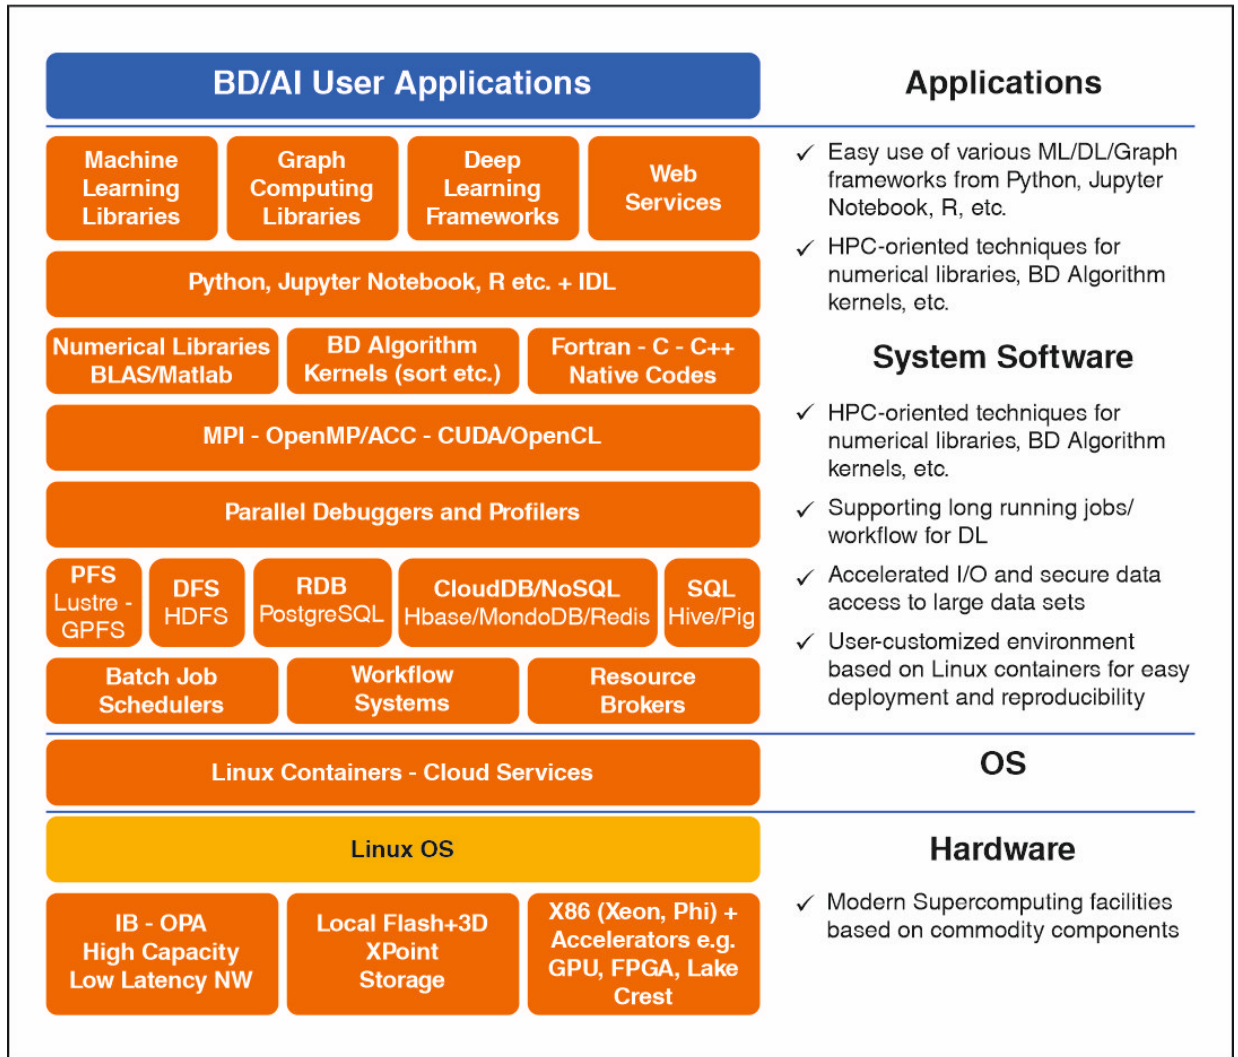 BD/AI User Applications
Applications
Machine
Learning
Libraries
Graph
Computing
Libraries
Deep
Learning
Frameworks
Web
Services
✓ Easy use of various ML/DL/Graph
frameworks from Python, Jupyter
Notebook, R, etc.
✓ HPC-oriented techniques for
numerical libraries, BD Algorithm
kernels, etc.
Python, Jupyter Notebook, R etc. + IDL
Numerical Libraries
BLAS/Matlab
BD Algorithm
Kernels (sort etc.)
Fortran - C - C++
Native Codes
System Software
MPI - OpenMP/ACC - CUDA/OpenCL
✓ HPC-oriented techniques for
numerical libraries, BD Algorithm
kernels, etc.
Parallel Debuggers and Profilers
✓ Supporting long running jobs/
workflow for DL
PFS
Lustre -
GPFS
DFS
HDFS
RDB
PostgreSQL
CloudDB/NoSQL
Hbase/MondoDB/Redis
SQL
Hive/Pig
✓ Accelerated I/O and secure data
access to large data sets
✓ User-customized environment
based on Linux containers for easy
deployment and reproducibility
Batch Job
Schedulers
Workflow
Systems
Resource
Brokers
Linux Containers - Cloud Services
OS
Linux OS
Hardware
IB - OPA
High Capacity
Low Latency NW
Local Flash+3D
XPoint
Storage
X86 (Xeon, Phi) +
Accelerators e.g.
GPU, FPGA, Lake
Crest
✓ Modern Supercomputing facilities
based on commodity components